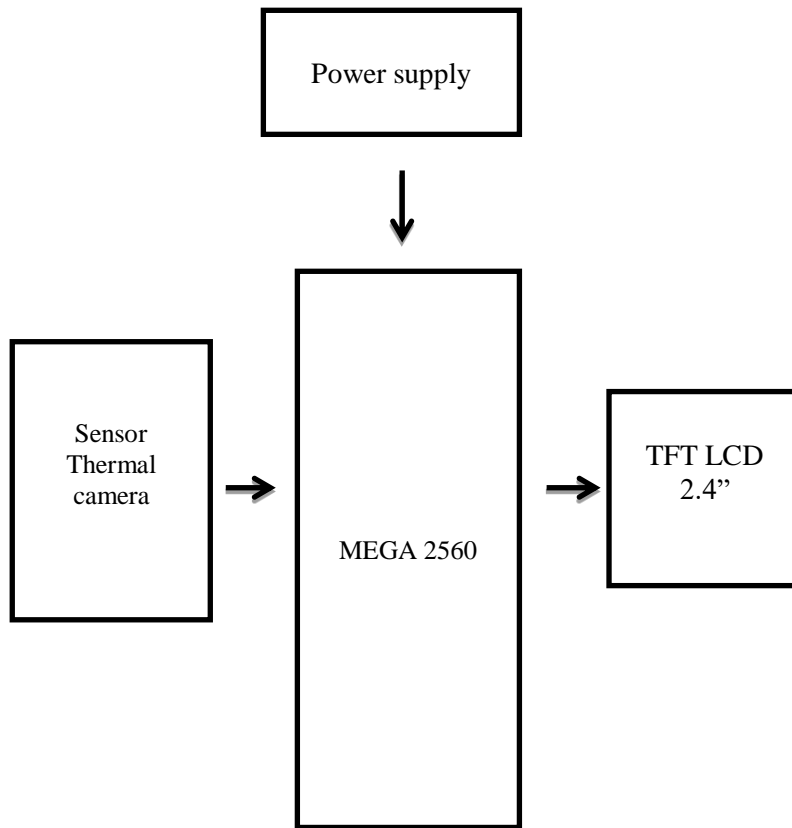 Power supply
Sensor
Thermal
camera
MEGA 2560
TFT LCD
2.4”